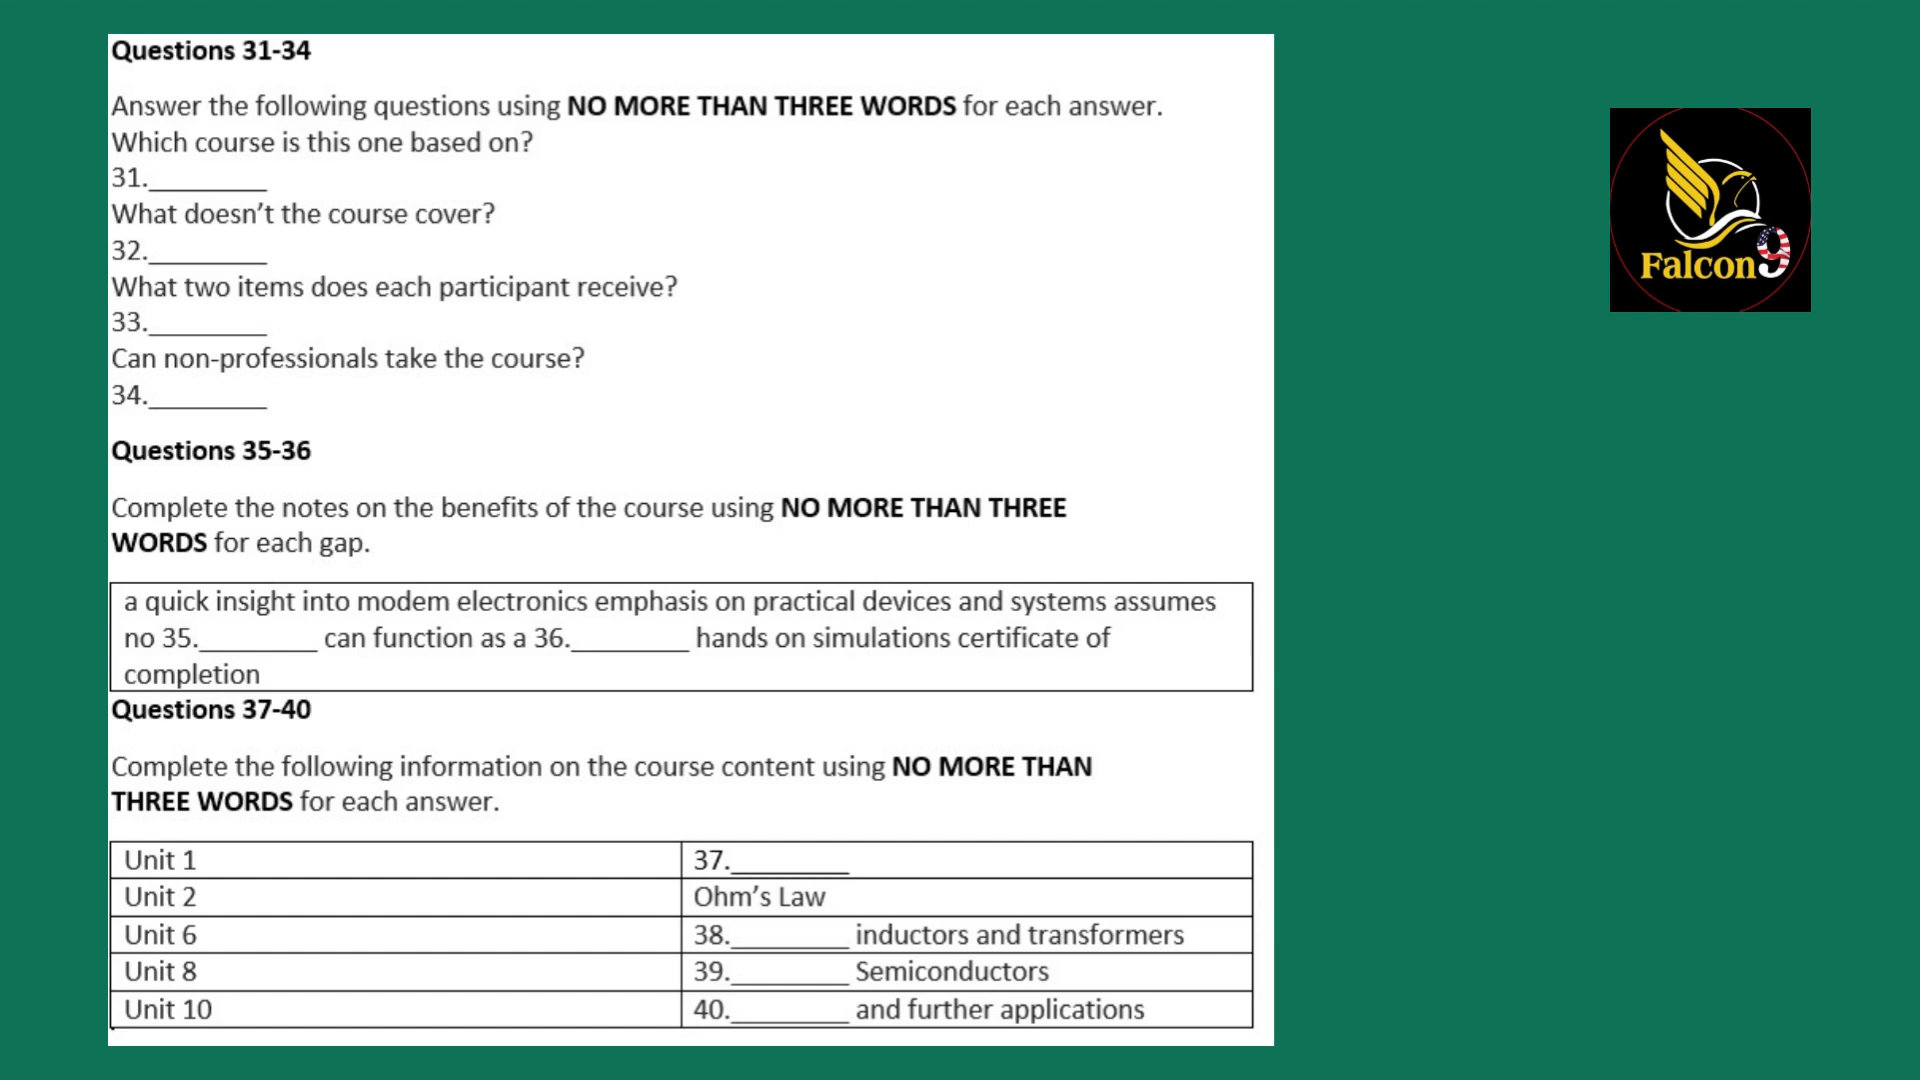 Questions 31-34
Answer the following questions using NO MORE THAN THREE WORDS for each answer.
Which course is this one based on?
31.________
What doesn’t the course cover?
32.________
What two items does each participant receive?
33.________
Can non-professionals take the course?
34.________
Questions 35-36
Complete the notes on the benefits of the course using NO MORE THAN THREE
WORDS for each gap.
a quick insight into modem electronics emphasis on practical devices and systems assumes
no 35.________ can function as a 36.________ hands on simulations certificate of
completion
Questions 37-40
Complete the following information on the course content using NO MORE THAN
THREE WORDS for each answer.
Unit 1 37.________
Unit 2 Ohm’s Law
Unit 6 38.________ inductors and transformers
Unit 8 39.________ Semiconductors
Unit 10 40.________ and further applications
Falcon9